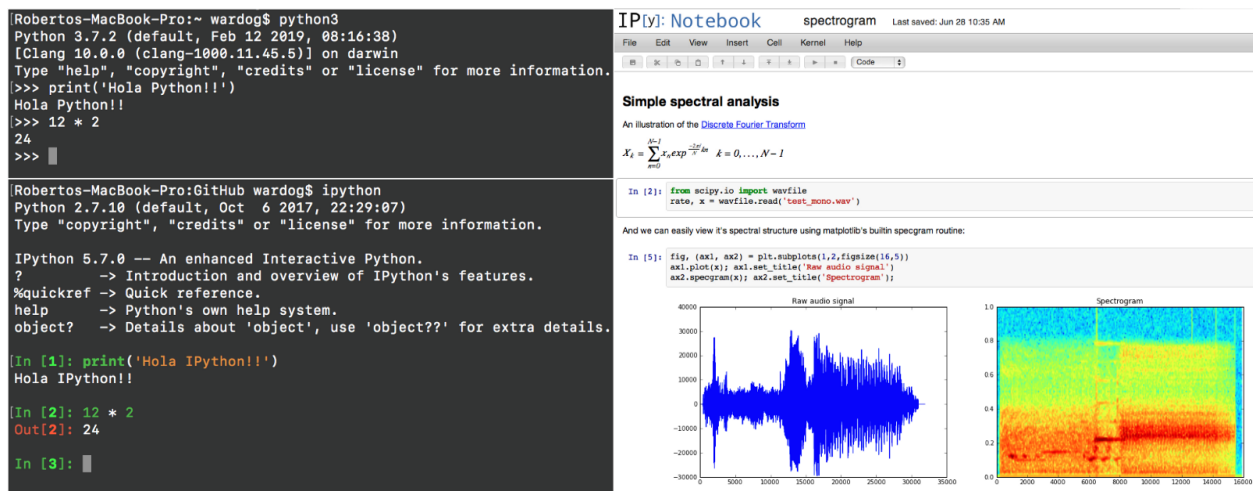 [Robertos-MacBook-Pro:~ wardog$ python3
Python 3.7.2 (default, Feb 12 2019, 08:16:38)
[Clang 10.0.0 (clang-1000.11.45.5)] on darwin
Type "help", "copyright", "credits" or "license" for more information.
[>>> print('Hola Python!!')
Hola Python!!
[>>> 12 * 2
24
>>>
[Robertos-MacBook-Pro:GitHub wardog$ ipython
Python 2.7.10 (default, Oct  6 2017, 22:29:07)
Type "copyright", "credits" or "license" for more information.
IPython 5.7.0 -- An enhanced Interactive Python.
?         -> Introduction and overview of IPython's features.
%quickref -> Quick reference.
help      -> Python's own help system.
object?   -> Details about 'object', use 'object??' for extra details.
[In [1]: print('Hola IPython!!')
Hola IPython!!
[In [2]: 12 * 2
Out[2]: 24
In [3]:
IP[y]: Notebook spectrogram Last saved: Jun 28 10:35 AM
File Edit View Insert Cell Kernel Help
Code
Simple spectral analysis
An illustration of the Discrete Fourier Transform
X_k = \sum_{n=0}^{N-1} x_n exp^{\frac{-2\pi i}{N} kn} k = 0, . . . , N − 1
In [2]: from scipy.io import wavfile
rate, x = wavfile.read('test_mono.wav')
And we can easily view it's spectral structure using matplotlib's builtin specgram routine:
In [5]: fig, (ax1, ax2) = plt.subplots(1,2,figsize(16,5))
ax1.plot(x); ax1.set_title('Raw audio signal')
ax2.specgram(x); ax2.set_title('Spectrogram');
Raw audio signal
40000
30000
20000
10000
0
−10000
−20000
−30000
0 5000 10000 15000 20000 25000 30000 35000
Spectrogram
1.0
0.8
0.6
0.4
0.2
0.0
0 2000 4000 6000 8000 10000 12000 14000 16000